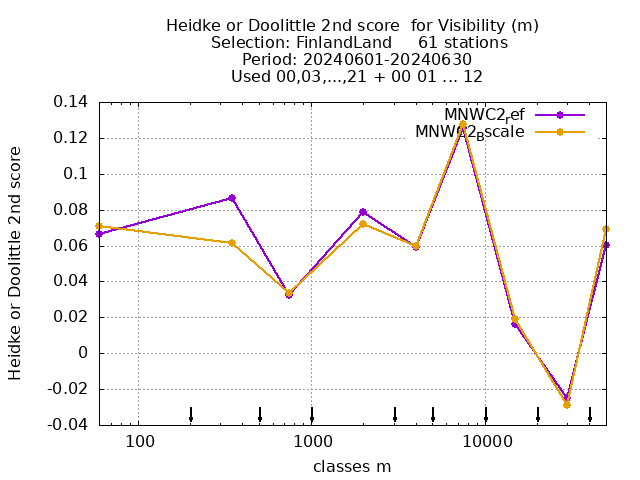 Heidke or Doolittle 2nd score  for Visibility (m)
Selection: FinlandLand     61 stations
Period: 20240601-20240630
Used 00,03,...,21 + 00 01 ... 12
MNWC2ref
MNWC2Bscale
0.14
0.12
0.1
0.08
0.06
0.04
0.02
0
-0.02
-0.04
Heidke or Doolittle 2nd score
100 1000 10000
classes m